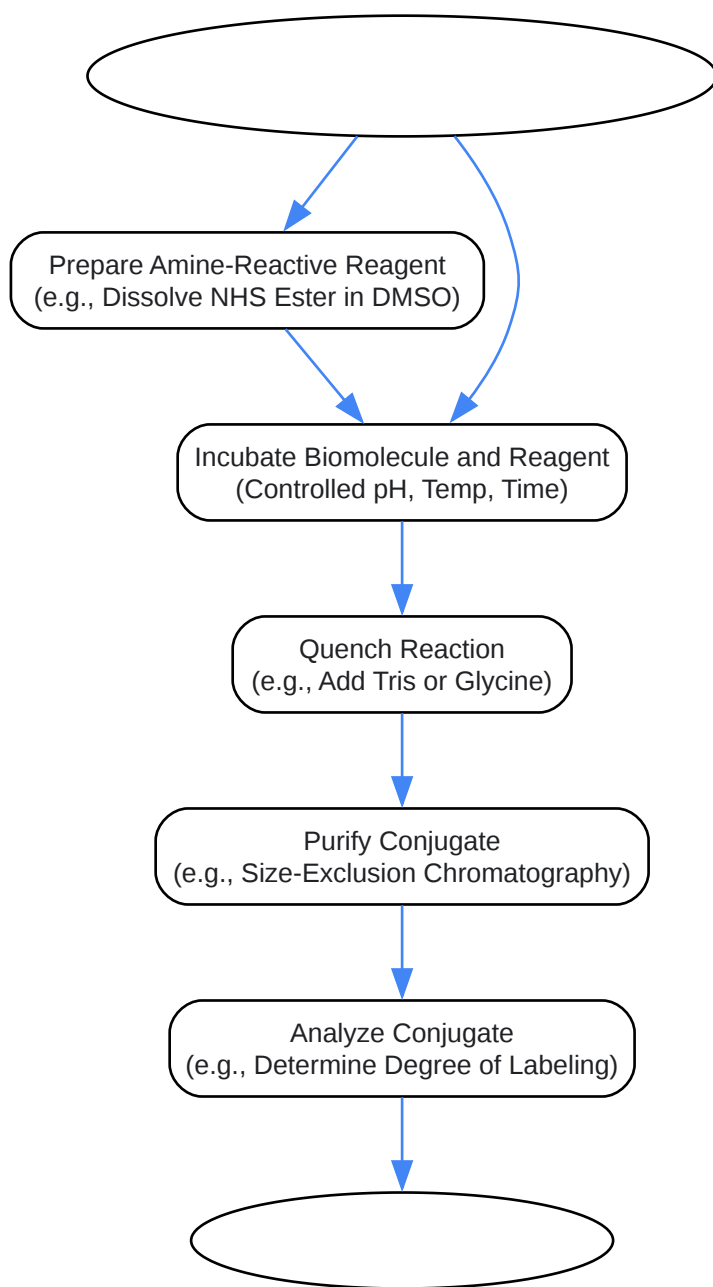 Prepare Amine-Reactive Reagent
(e.g., Dissolve NHS Ester in DMSO)
Incubate Biomolecule and Reagent
(Controlled pH, Temp, Time)
Quench Reaction
(e.g., Add Tris or Glycine)
Purify Conjugate
(e.g., Size-Exclusion Chromatography)
Analyze Conjugate
(e.g., Determine Degree of Labeling)